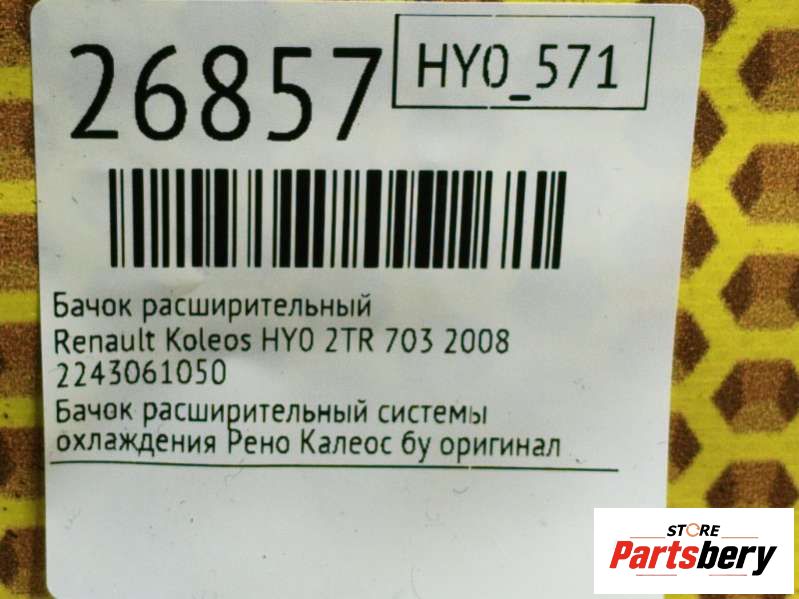 26857
HY0_571
Бачок расширительный
Renault Koleos HY0 2TR 703 2008
2243061050
Бачок расширительный системы
охлаждения Рено Калеос бу оригинал
STORE
Partsbery